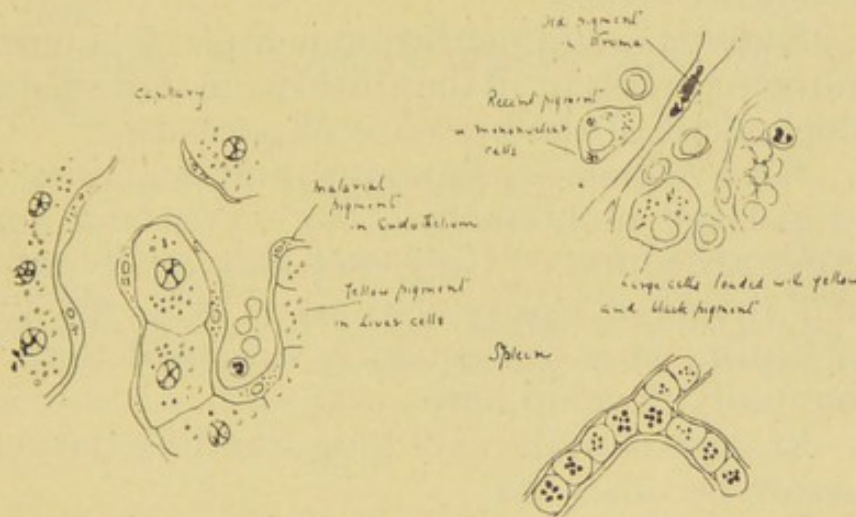 Capillary
malarial
pigment
in Endothelium
Yellow pigment
in Liver cells
Old pigment
in Stroma
Recent pigment
in mononuclear
cells
Large cells loaded with yellow
and black pigment
Spleen